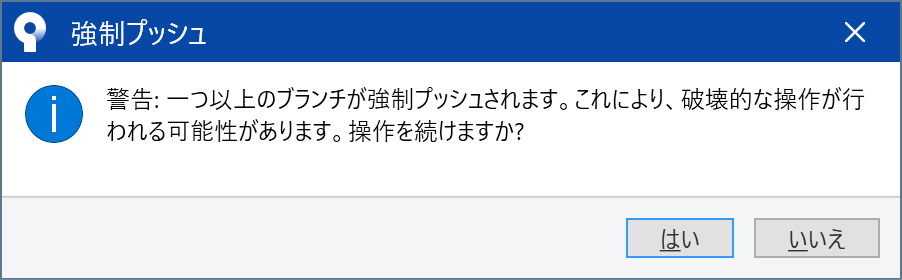 強制プッシュ
警告: 一つ以上のブランチが強制プッシュされます。これにより、破壊的な操作が行
われる可能性があります。操作を続けますか?
はい
いいえ